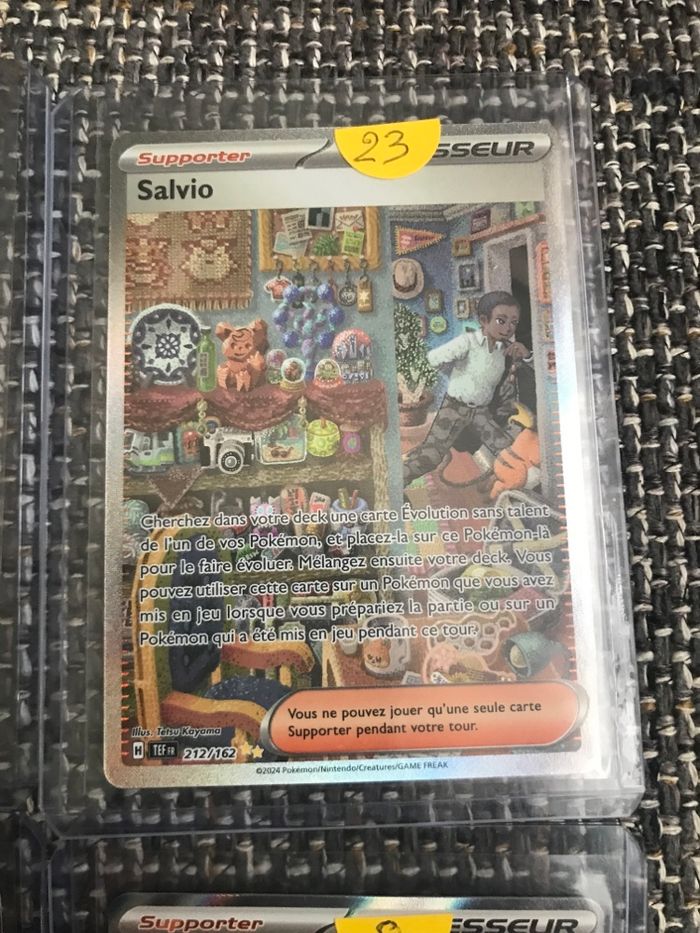 Supporter
23
SSEUR
Salvio
Cherchez dans votre deck une carte Évolution sans talent
de l'un de vos Pokémon, et placez-la sur ce Pokémon-là
pour le faire évoluer. Mélangez ensuite votre deck. Vous
pouvez utiliser cette carte sur un Pokémon que vous avez
mis en jeu lorsque vous prépariez la partie ou sur un
Pokémon qui a été mis en jeu pendant ce tour.
Vous ne pouvez jouer qu'une seule carte
Supporter pendant votre tour.
Illus. Tetsu Kayama
H TEF FR 212/162
©2024 Pokémon/Nintendo/Creatures/GAME FREAK
Supporter
ESSEUR